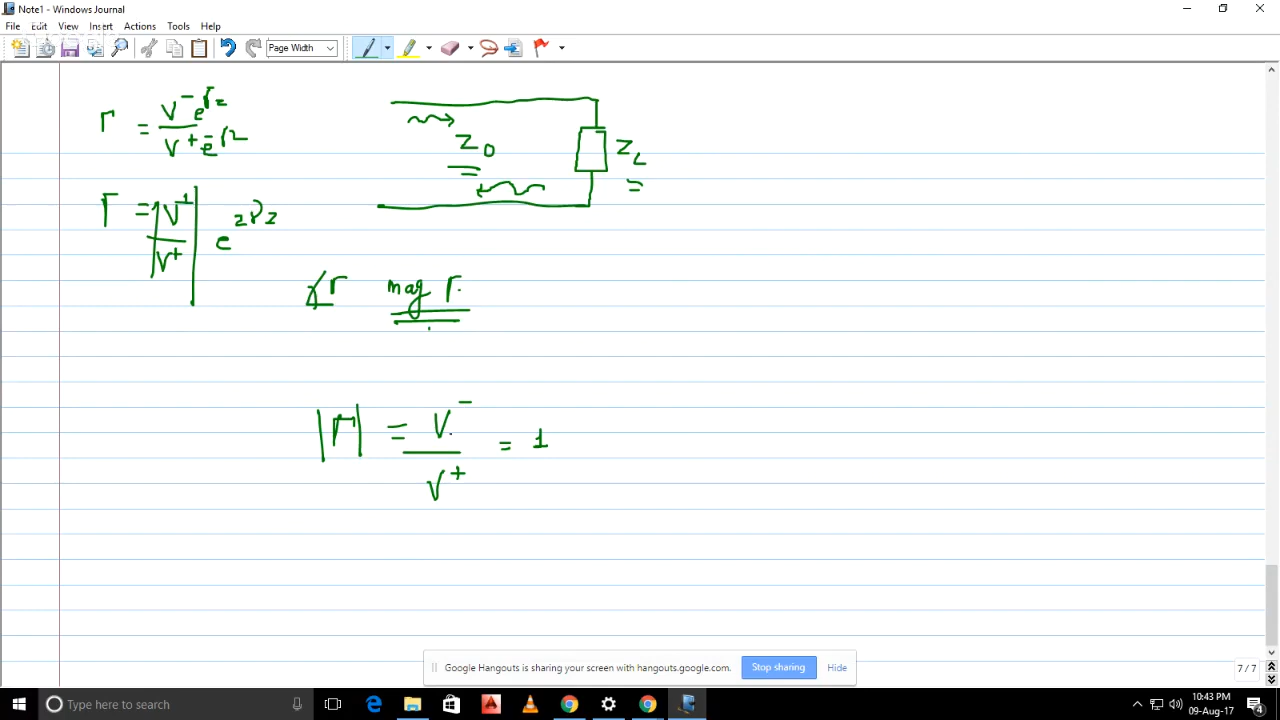 Note1 - Windows Journal
File Edit View Insert Actions Tools Help
Page Width
Γ = V⁻ e^γz / V⁺ e^-γz
Z0
ZL
Γ = |V⁻ / V⁺| e^2γz
∠Γ mag Γ.
|Γ| = V⁻ / V⁺ = 1
Google Hangouts is sharing your screen with hangouts.google.com. Stop sharing Hide
7 / 7
Type here to search
10:43 PM
09-Aug-17
4